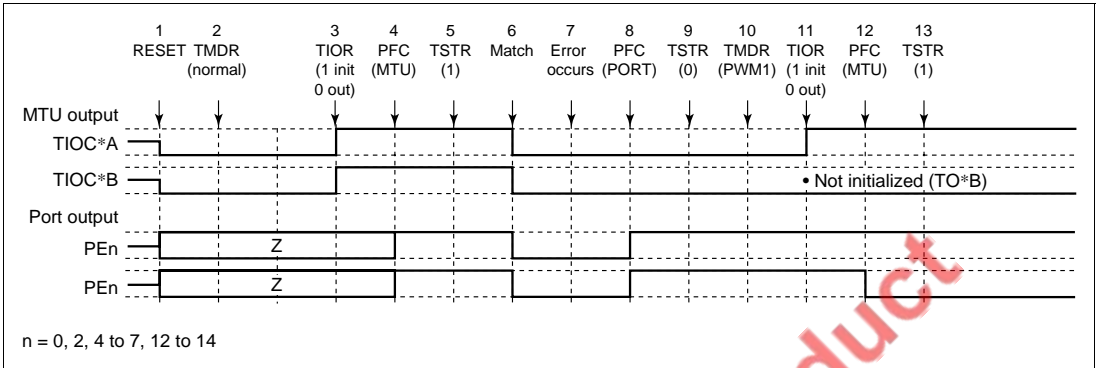 1 2 3 4 5 6 7 8 9 10 11 12 13
RESET TMDR TIOR PFC TSTR Match Error PFC TSTR TMDR TIOR PFC TSTR
(normal) (1 init (MTU) (1) occurs (PORT) (0) (PWM1) (1 init (MTU) (1)
0 out) 0 out)
MTU output
TIOC*A
TIOC*B
• Not initialized (TO*B)
Port output
PEn
Z
PEn
Z
n = 0, 2, 4 to 7, 12 to 14
duct